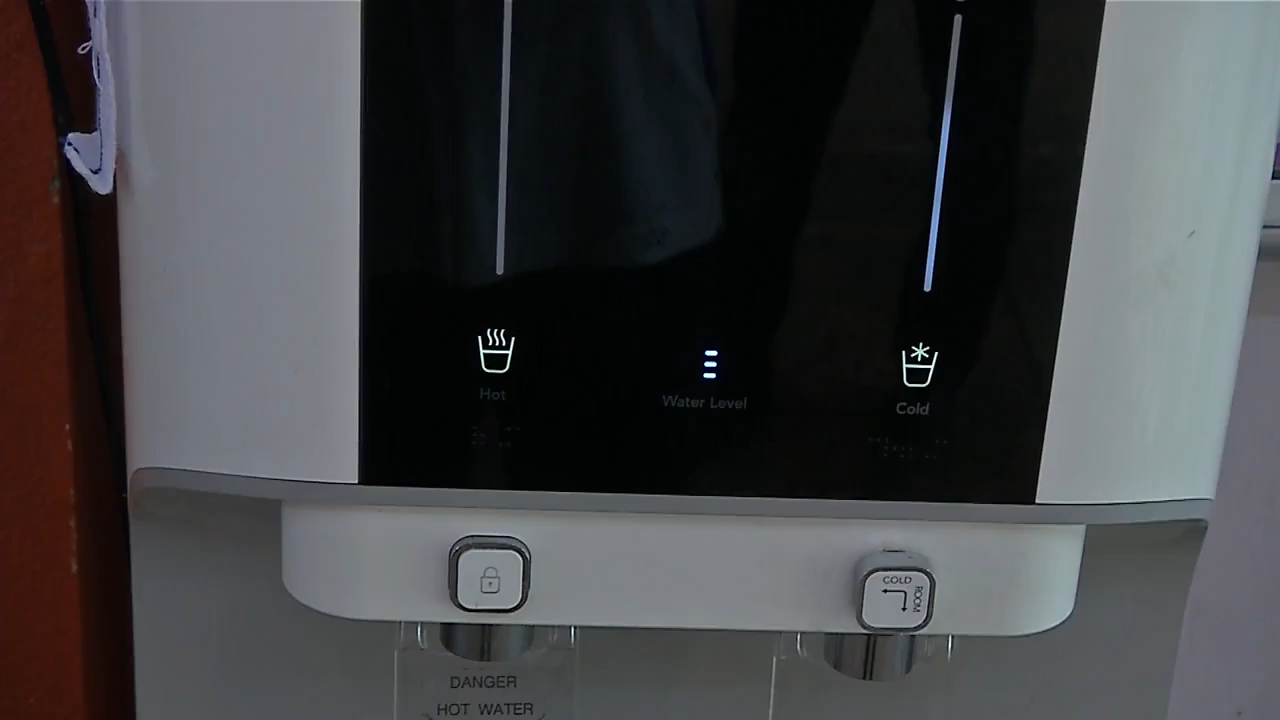 Hot
Water Level
Cold
COLD
ROOM
DANGER
HOT WATER